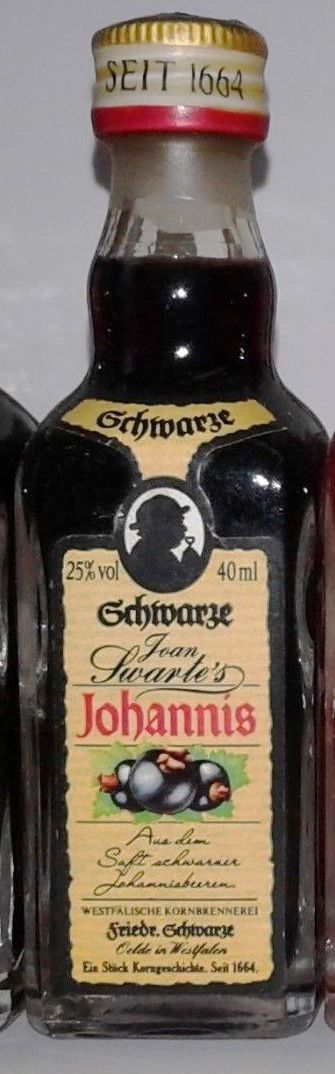 SEIT 1664
Schwarze
25% vol 40 ml
Schwarze
Joan
Swarte's
Johannis
Aus dem
Saft schwarzer
Johannisbeeren.
WESTFÄLISCHE KORNBRENNEREI
Friedr. Schwarze
Oelde in Westfalen
Ein Stück Korngeschichte. Seit 1664.